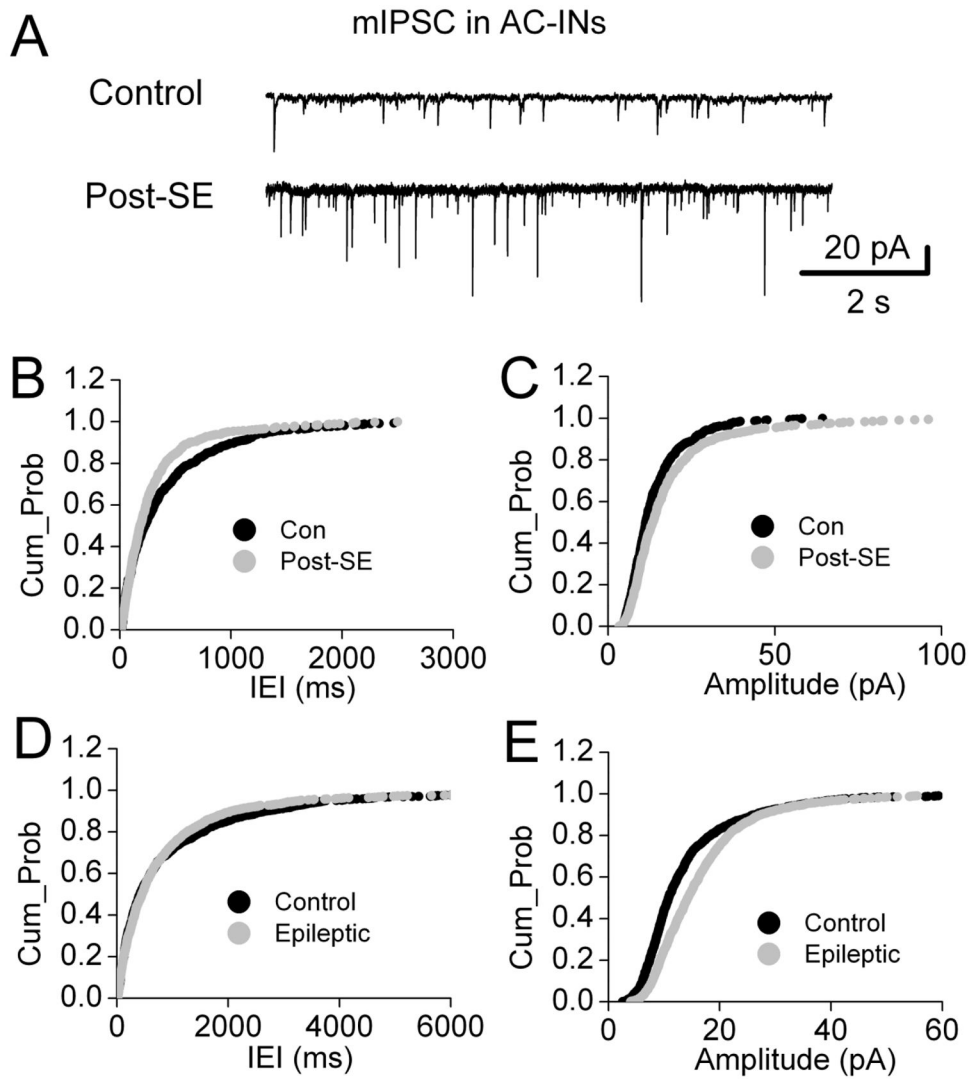 A
mIPSC in AC-INs
Control
Post-SE
20 pA
2 s
B
1.2
1.0
0.8
0.6
0.4
0.2
0.0
Cum_Prob
Con
Post-SE
0 1000 2000 3000
IEI (ms)
C
1.2
1.0
0.8
0.6
0.4
0.2
0.0
Cum_Prob
Con
Post-SE
0 50 100
Amplitude (pA)
D
1.2
1.0
0.8
0.6
0.4
0.2
0.0
Cum_Prob
Control
Epileptic
0 2000 4000 6000
IEI (ms)
E
1.2
1.0
0.8
0.6
0.4
0.2
0.0
Cum_Prob
Control
Epileptic
0 20 40 60
Amplitude (pA)